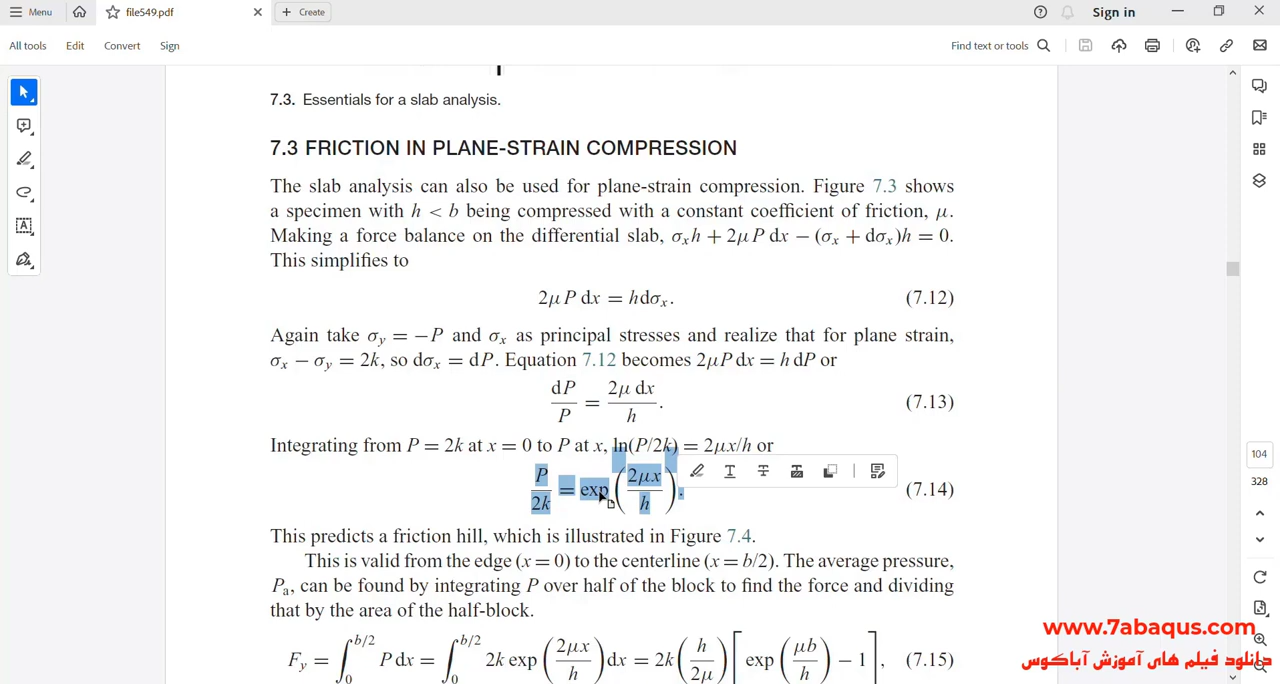 Menu
file549.pdf
Create
Sign in
All tools
Edit
Convert
Sign
Find text or tools
7.3. Essentials for a slab analysis.
7.3 FRICTION IN PLANE-STRAIN COMPRESSION
The slab analysis can also be used for plane-strain compression. Figure 7.3 shows
a specimen with h < b being compressed with a constant coefficient of friction, μ.
Making a force balance on the differential slab, σₓh + 2μP dx − (σₓ + dσₓ)h = 0.
This simplifies to
2μP dx = hdσₓ. (7.12)
Again take σ_y = −P and σₓ as principal stresses and realize that for plane strain,
σₓ − σ_y = 2k, so dσₓ = dP. Equation 7.12 becomes 2μP dx = h dP or
dP/P = 2μ dx/h. (7.13)
Integrating from P = 2k at x = 0 to P at x, ln(P/2k) = 2μx/h or
P/2k = exp(2μx/h). (7.14)
This predicts a friction hill, which is illustrated in Figure 7.4.
This is valid from the edge (x = 0) to the centerline (x = b/2). The average pressure,
Pₐ, can be found by integrating P over half of the block to find the force and dividing
that by the area of the half-block.
F_y = ∫₀^{b/2} P dx = ∫₀^{b/2} 2k exp(2μx/h)dx = 2k(h/2μ)[exp(μb/h) − 1], (7.15)
104
328
www.7abaqus.com
دانلود فیلم های آموزش آباکوس